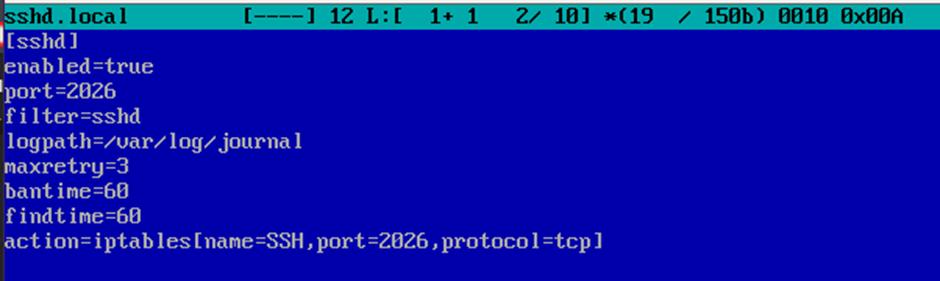 sshd.local [----] 12 L:[ 1+ 1 2/ 10] *(19 / 150b) 0010 0x00A
[sshd]
enabled=true
port=2026
filter=sshd
logpath=/var/log/journal
maxretry=3
bantime=60
findtime=60
action=iptables[name=SSH,port=2026,protocol=tcp]